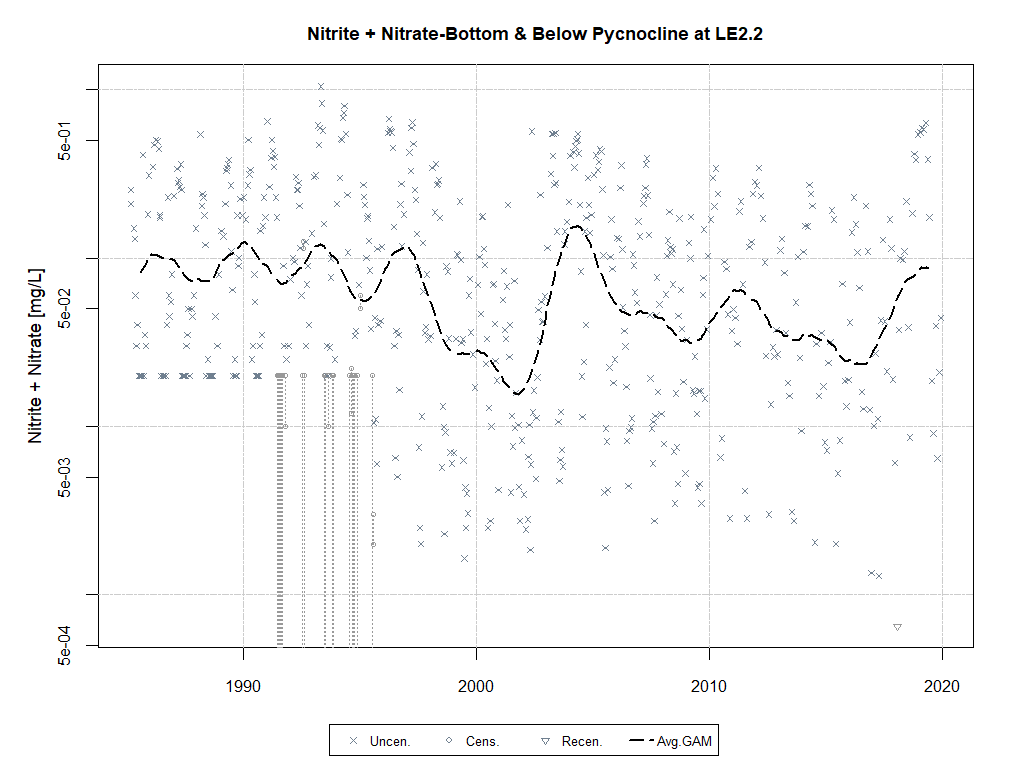 Nitrite + Nitrate-Bottom & Below Pycnocline at LE2.2
Nitrite + Nitrate [mg/L]
5e-01
5e-02
5e-03
5e-04
1990 2000 2010 2020
Uncen. Cens. Recen. Avg.GAM